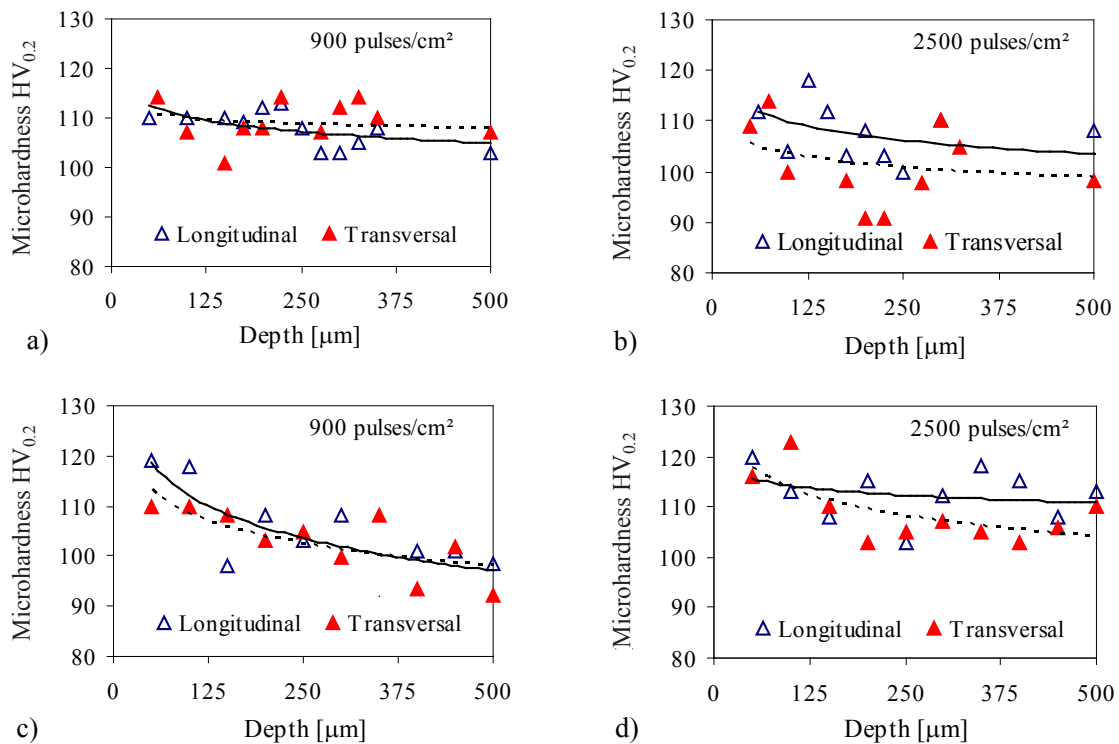 130
900 pulses/cm²
120
110
100
90
80
Longitudinal
Transversal
0
125
250
375
500
Microhardness HV0.2
Depth [μm]
a)
130
2500 pulses/cm²
120
110
100
90
80
Longitudinal
Transversal
0
125
250
375
500
Microhardness HV0.2
Depth [μm]
b)
130
900 pulses/cm²
120
110
100
90
80
Longitudinal
Transversal
0
125
250
375
500
Microhardness HV0.2
Depth [μm]
c)
130
2500 pulses/cm²
120
110
100
90
80
Longitudinal
Transversal
0
125
250
375
500
Microhardness HV0.2
Depth [μm]
d)